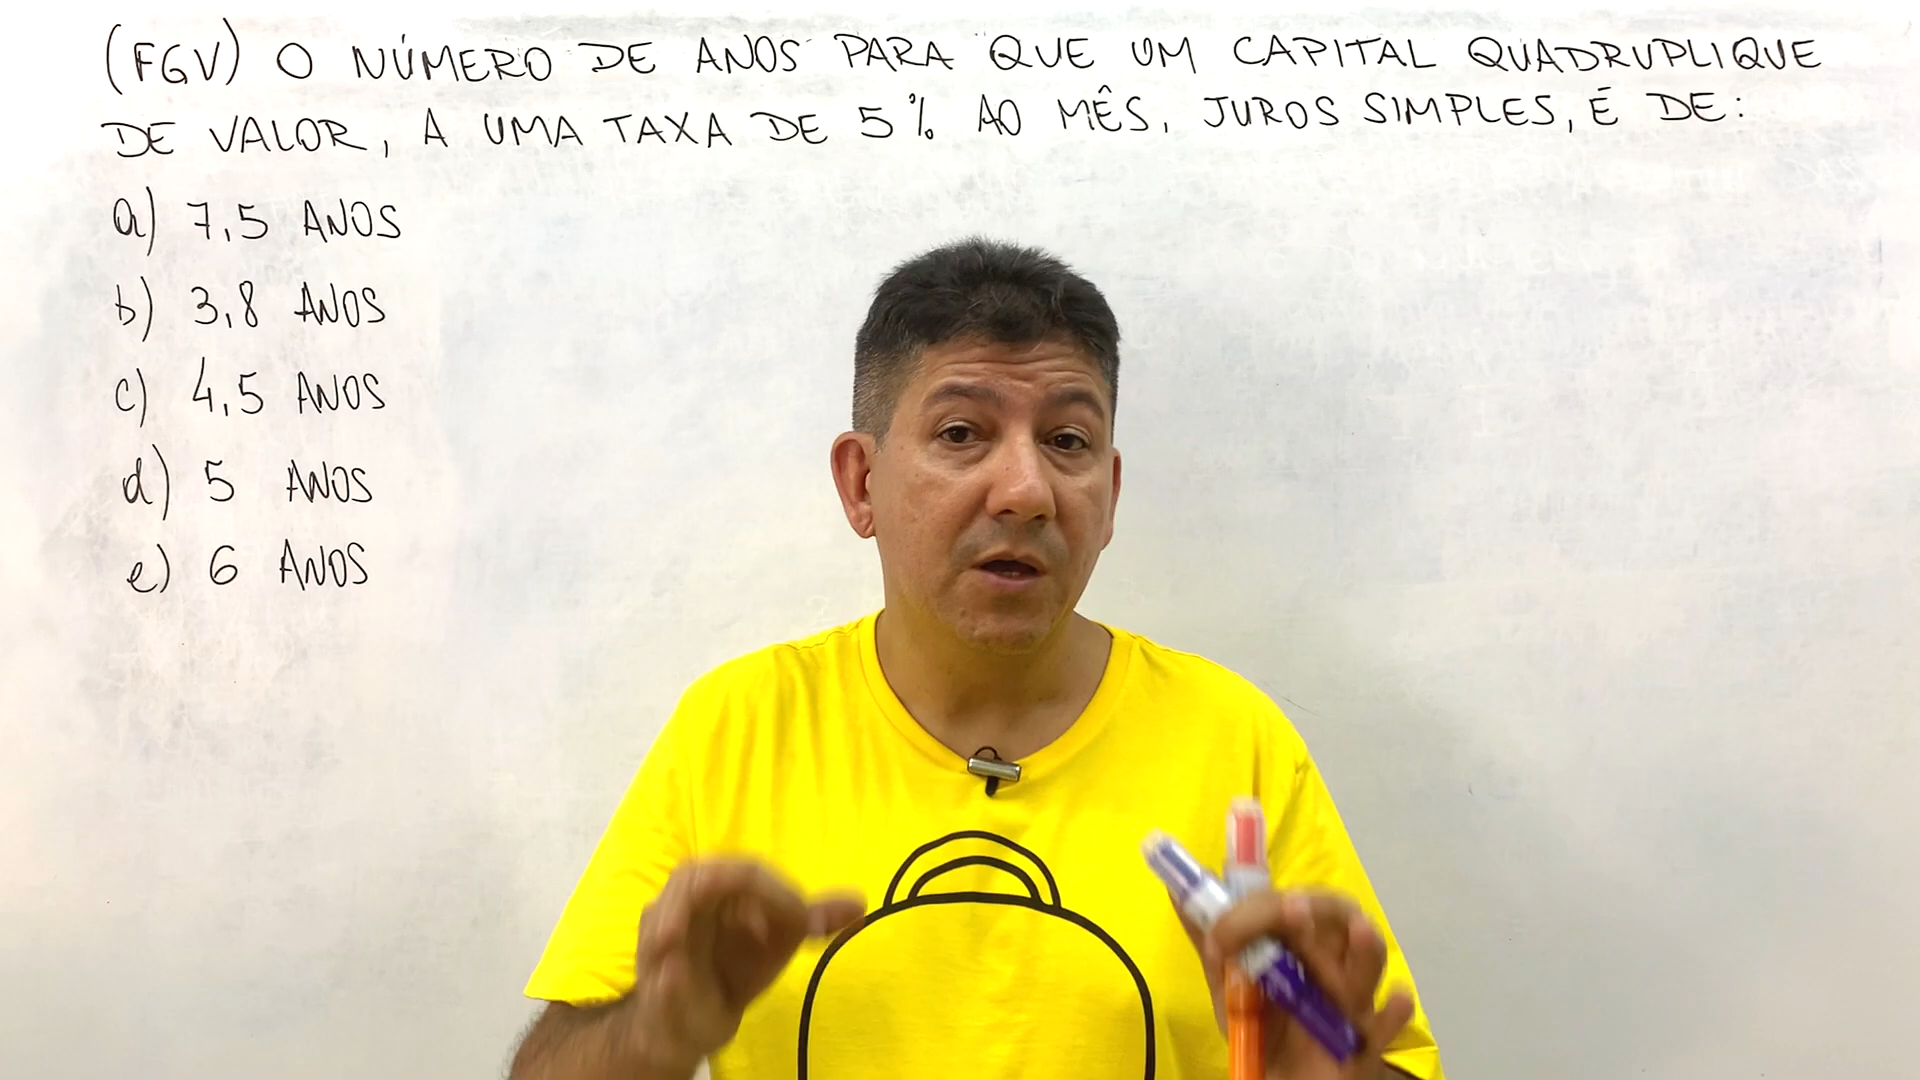 (FGV) O NÚMERO DE ANOS PARA QUE UM CAPITAL QUADRUPLIQUE
DE VALOR, A UMA TAXA DE 5% AO MÊS, JUROS SIMPLES, É DE:
a) 7,5 ANOS
b) 3,8 ANOS
c) 4,5 ANOS
d) 5 ANOS
e) 6 ANOS